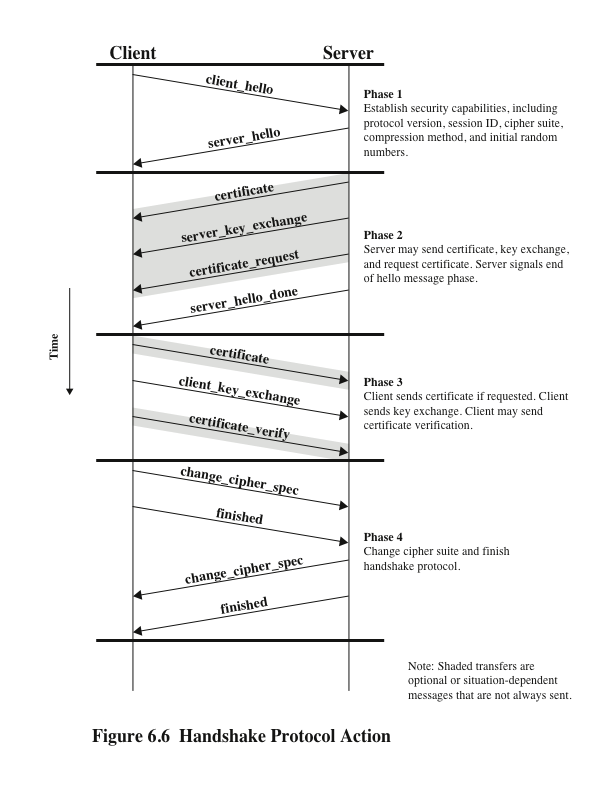 Client
Server
client_hello
Phase 1
Establish security capabilities, including
protocol version, session ID, cipher suite,
compression method, and initial random
numbers.
server_hello
certificate
server_key_exchange
certificate_request
server_hello_done
Phase 2
Server may send certificate, key exchange,
and request certificate. Server signals end
of hello message phase.
Time
certificate
client_key_exchange
certificate_verify
Phase 3
Client sends certificate if requested. Client
sends key exchange. Client may send
certificate verification.
change_cipher_spec
finished
change_cipher_spec
finished
Phase 4
Change cipher suite and finish
handshake protocol.
Note: Shaded transfers are
optional or situation-dependent
messages that are not always sent.
Figure 6.6 Handshake Protocol Action